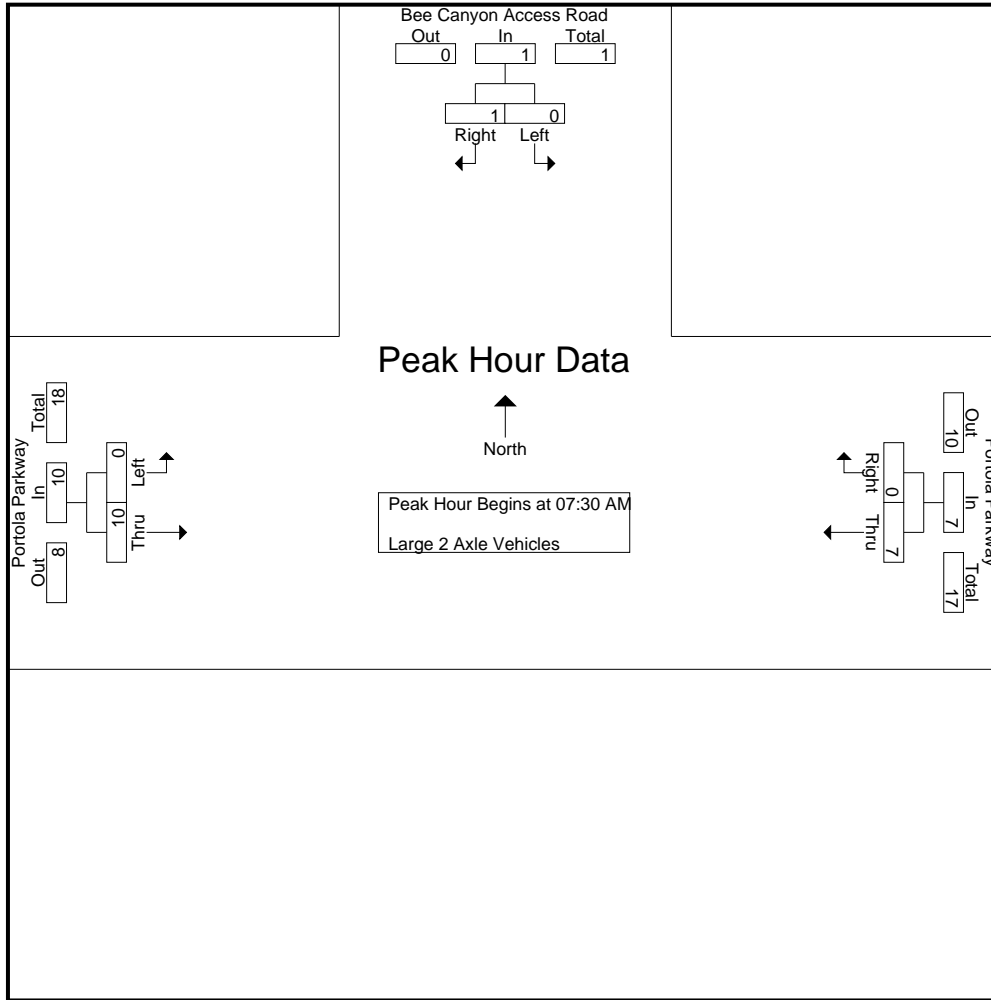 Bee Canyon Access Road
Out In Total
0 1 1
1 0
Right Left
Peak Hour Data
North
Peak Hour Begins at 07:30 AM
Large 2 Axle Vehicles
Portola Parkway
Out In Total
8 10 18
Thru Left
10 0
Portola Parkway
Out In Total
10 7 17
Right Thru
0 7